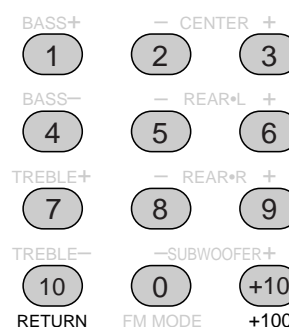 BASS+ − CENTER +
1 2 3
BASS− − REAR•L +
4 5 6
TREBLE+ − REAR•R +
7 8 9
TREBLE− −SUBWOOFER+
10 0 +10
RETURN FM MODE +100